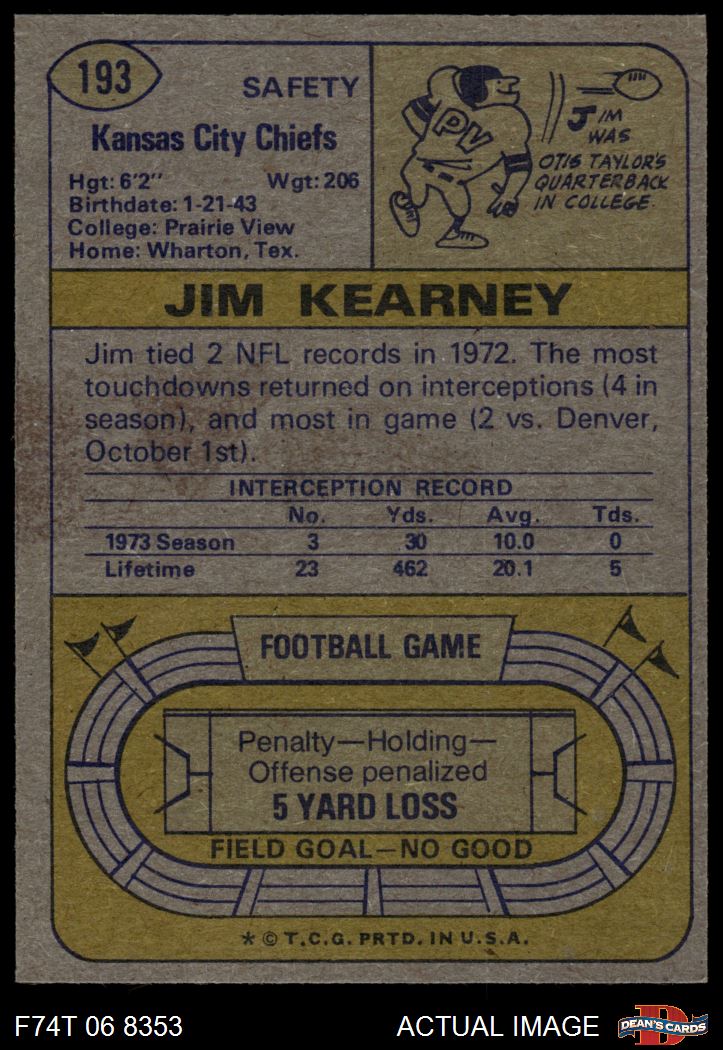 193
SAFETY
Kansas City Chiefs
Hgt: 6'2" Wgt: 206
Birthdate: 1-21-43
College: Prairie View
Home: Wharton, Tex.
PV
JIM
WAS
OTIS TAYLOR'S
QUARTERBACK
IN COLLEGE.
JIM KEARNEY
Jim tied 2 NFL records in 1972. The most
touchdowns returned on interceptions (4 in
season), and most in game (2 vs. Denver,
October 1st).
INTERCEPTION RECORD
No. Yds. Avg. Tds.
1973 Season 3 30 10.0 0
Lifetime 23 462 20.1 5
FOOTBALL GAME
Penalty—Holding—
Offense penalized
5 YARD LOSS
FIELD GOAL—NO GOOD
* © T.C.G. PRTD. IN U.S.A.
F74T 06 8353 ACTUAL IMAGE
D
DEAN'S CARDS